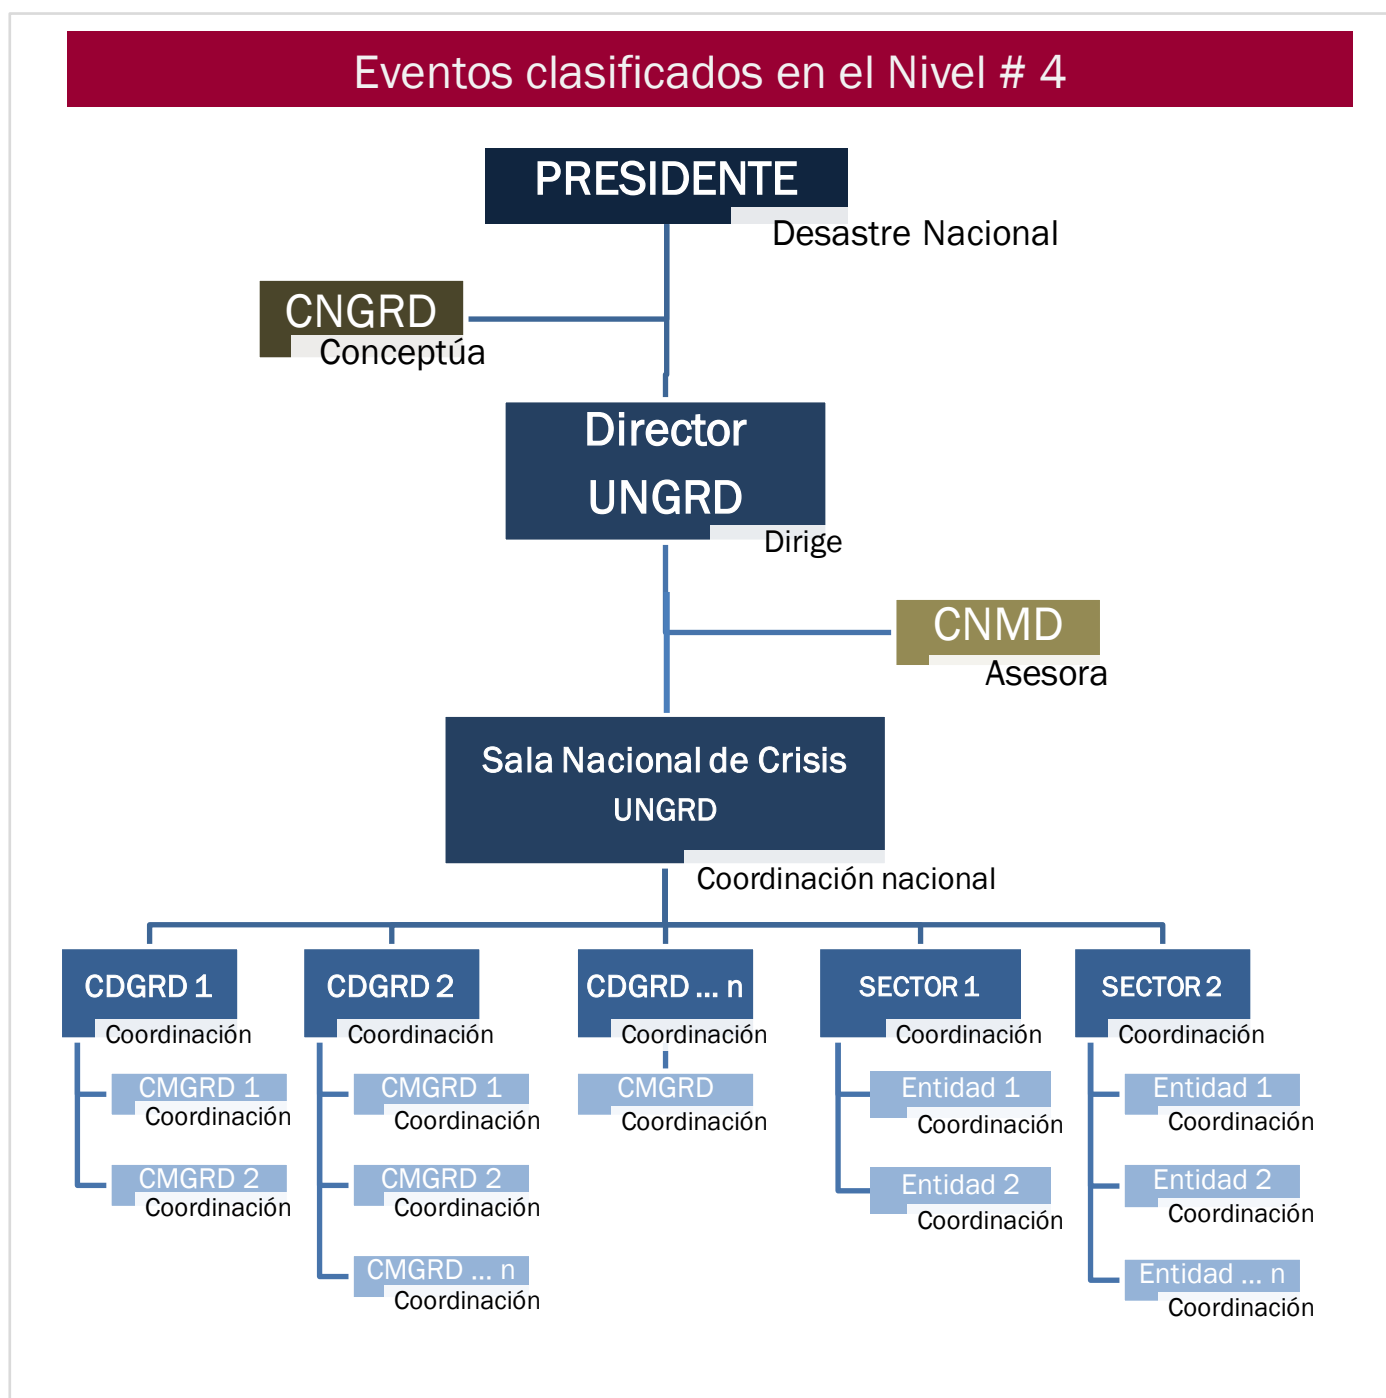 Eventos clasificados en el Nivel # 4
PRESIDENTE
Desastre Nacional
CNGRD
Conceptúa
Director
UNGRD
Dirige
CNMD
Asesora
Sala Nacional de Crisis
UNGRD
Coordinación nacional
CDGRD 1
Coordinación
CMGRD 1
Coordinación
CMGRD 2
Coordinación
CDGRD 2
Coordinación
CMGRD 1
Coordinación
CMGRD 2
Coordinación
CMGRD ... n
Coordinación
CDGRD ... n
Coordinación
CMGRD
Coordinación
SECTOR 1
Coordinación
Entidad 1
Coordinación
Entidad 2
Coordinación
SECTOR 2
Coordinación
Entidad 1
Coordinación
Entidad 2
Coordinación
Entidad ... n
Coordinación